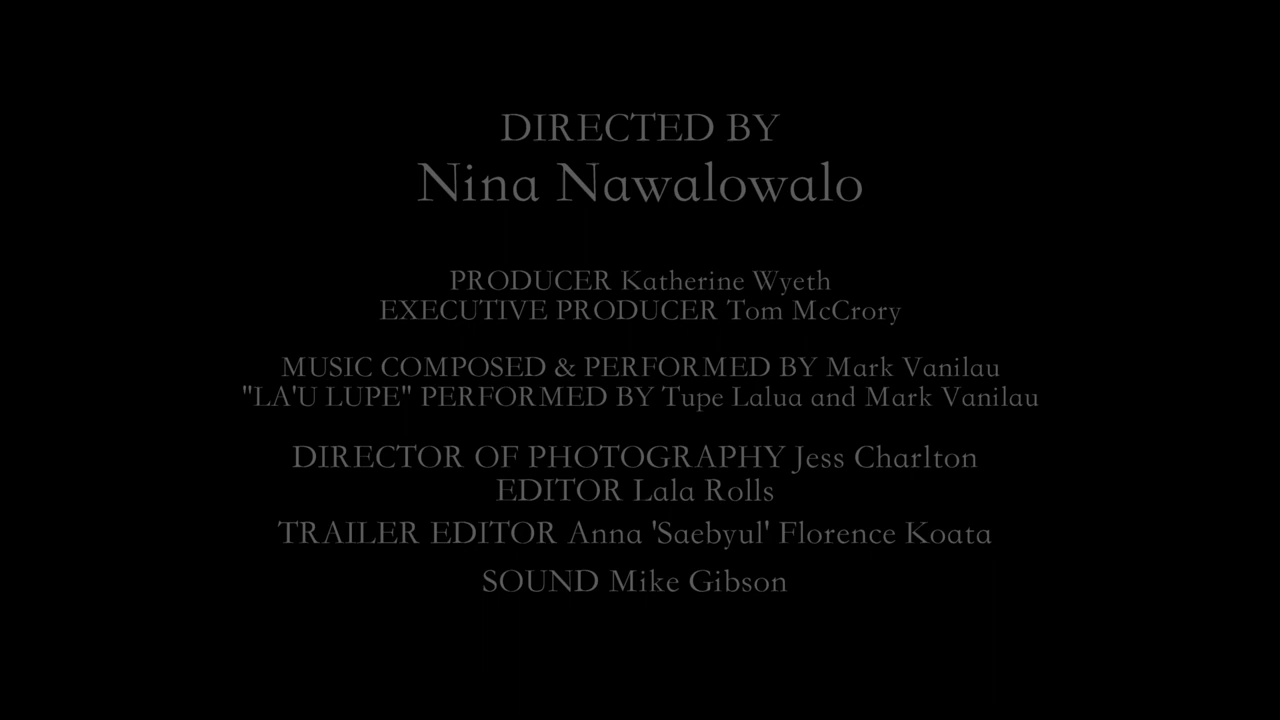 DIRECTED BY
Nina Nawalowalo
PRODUCER Katherine Wyeth
EXECUTIVE PRODUCER Tom McCrory
MUSIC COMPOSED & PERFORMED BY Mark Vanilau
"LA'U LUPE" PERFORMED BY Tupe Lalua and Mark Vanilau
DIRECTOR OF PHOTOGRAPHY Jess Charlton
EDITOR Lala Rolls
TRAILER EDITOR Anna 'Saebyul' Florence Koata
SOUND Mike Gibson